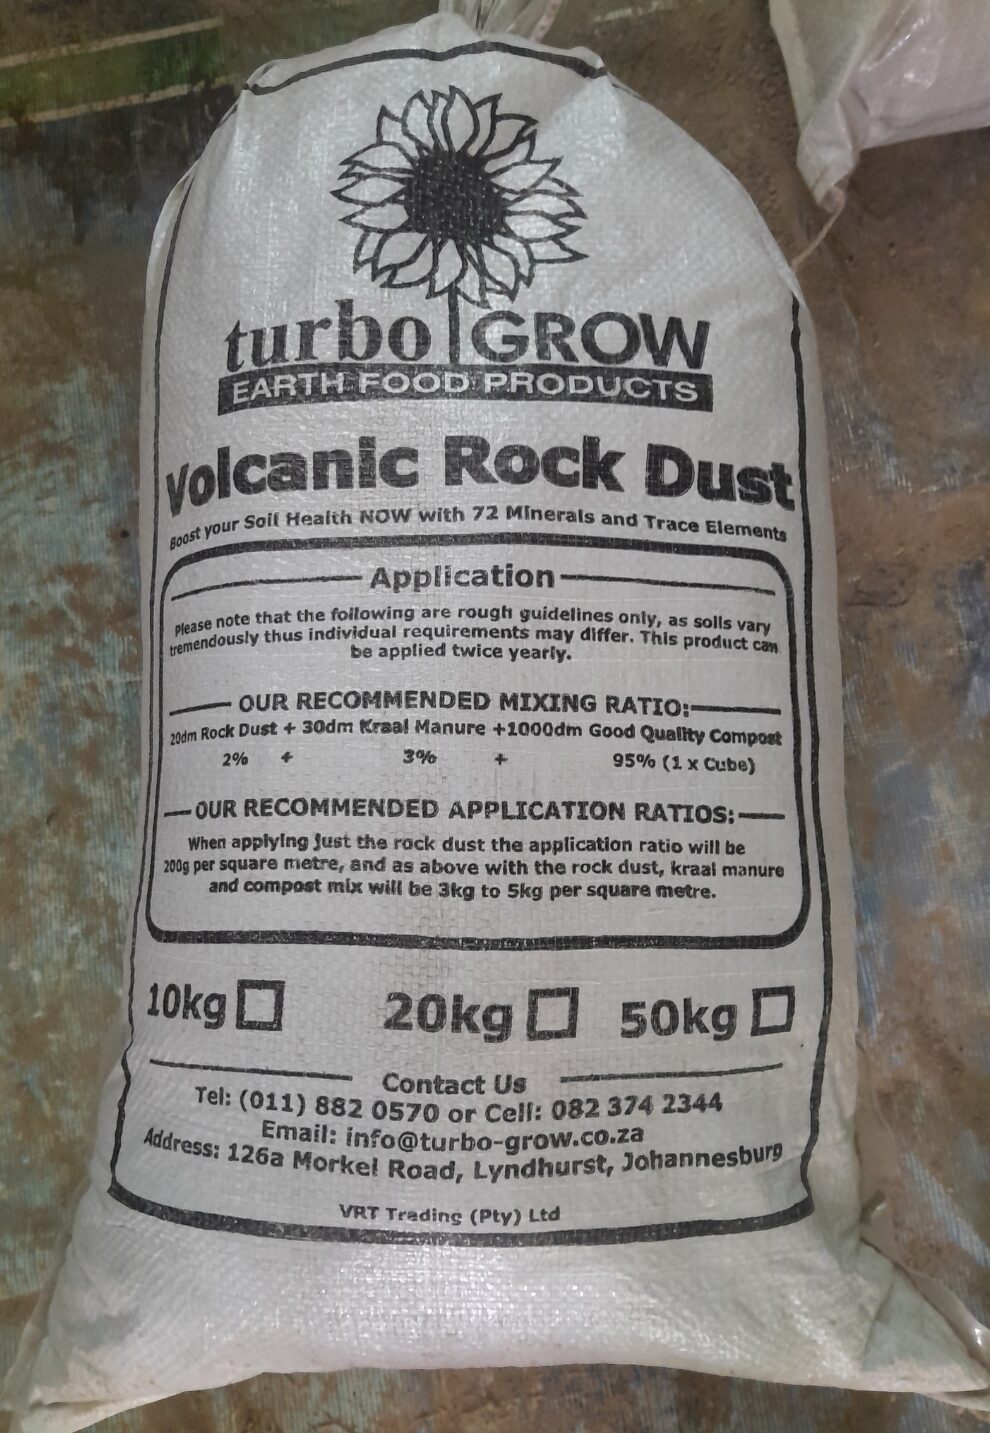 turbo GROW
EARTH FOOD PRODUCTS
Volcanic Rock Dust
Boost your Soil Health NOW with 72 Minerals and Trace Elements
Application
Please note that the following are rough guidelines only, as soils vary
tremendously thus individual requirements may differ. This product can
be applied twice yearly.
OUR RECOMMENDED MIXING RATIO:
20dm Rock Dust + 30dm Kraal Manure +1000dm Good Quality Compost
2% + 3% + 95% (1 x Cube)
OUR RECOMMENDED APPLICATION RATIOS:
When applying just the rock dust the application ratio will be
200g per square metre, and as above with the rock dust, kraal manure
and compost mix will be 3kg to 5kg per square metre.
10kg 20kg 50kg
Contact Us
Tel: (011) 882 0570 or Cell: 082 374 2344
Email: info@turbo-grow.co.za
Address: 126a Morkel Road, Lyndhurst, Johannesburg
VRT Trading (Pty) Ltd